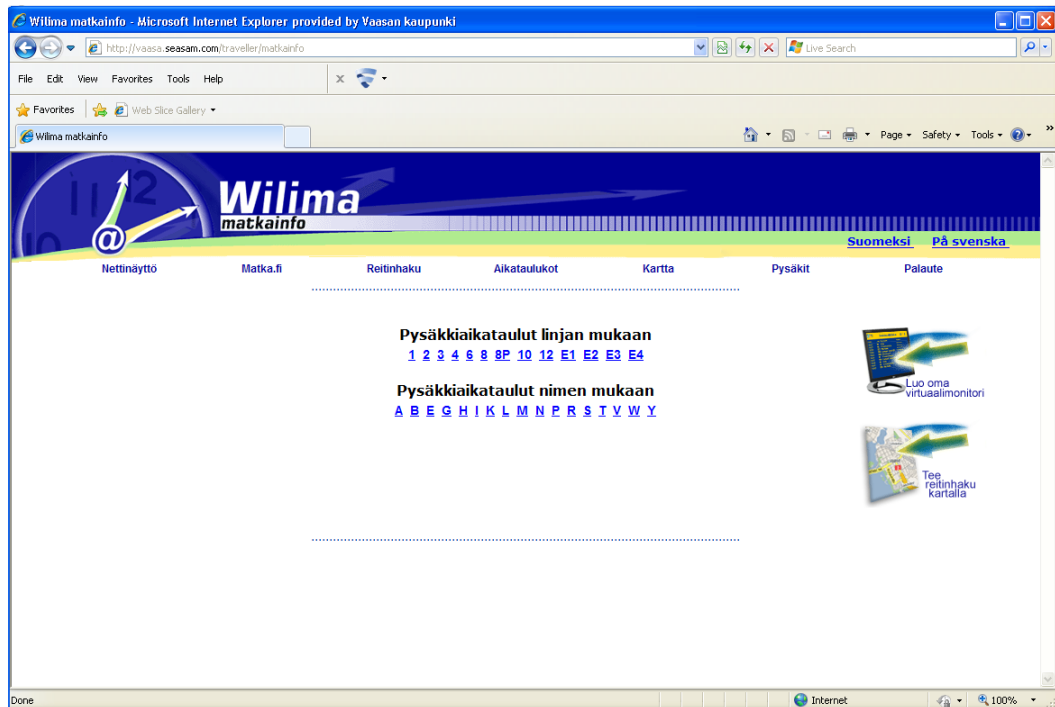 Wilima matkainfo - Microsoft Internet Explorer provided by Vaasan kaupunki
http://vaasa.seasam.com/traveller/matkainfo
Live Search
File Edit View Favorites Tools Help
x
Favorites Web Slice Gallery
Wilima matkainfo
Page Safety Tools »
12
11
10
@
Wilima
matkainfo
Suomeksi På svenska
Nettinäyttö Matka.fi Reitinhaku Aikataulukot Kartta Pysäkit Palaute
Pysäkkiaikataulut linjan mukaan
1 2 3 4 6 8 8P 10 12 E1 E2 E3 E4
Pysäkkiaikataulut nimen mukaan
A B E G H I K L M N P R S T V W Y
Luo oma
virtuaalimonitori
Tee
reitinhaku
kartalla
Done Internet 100%